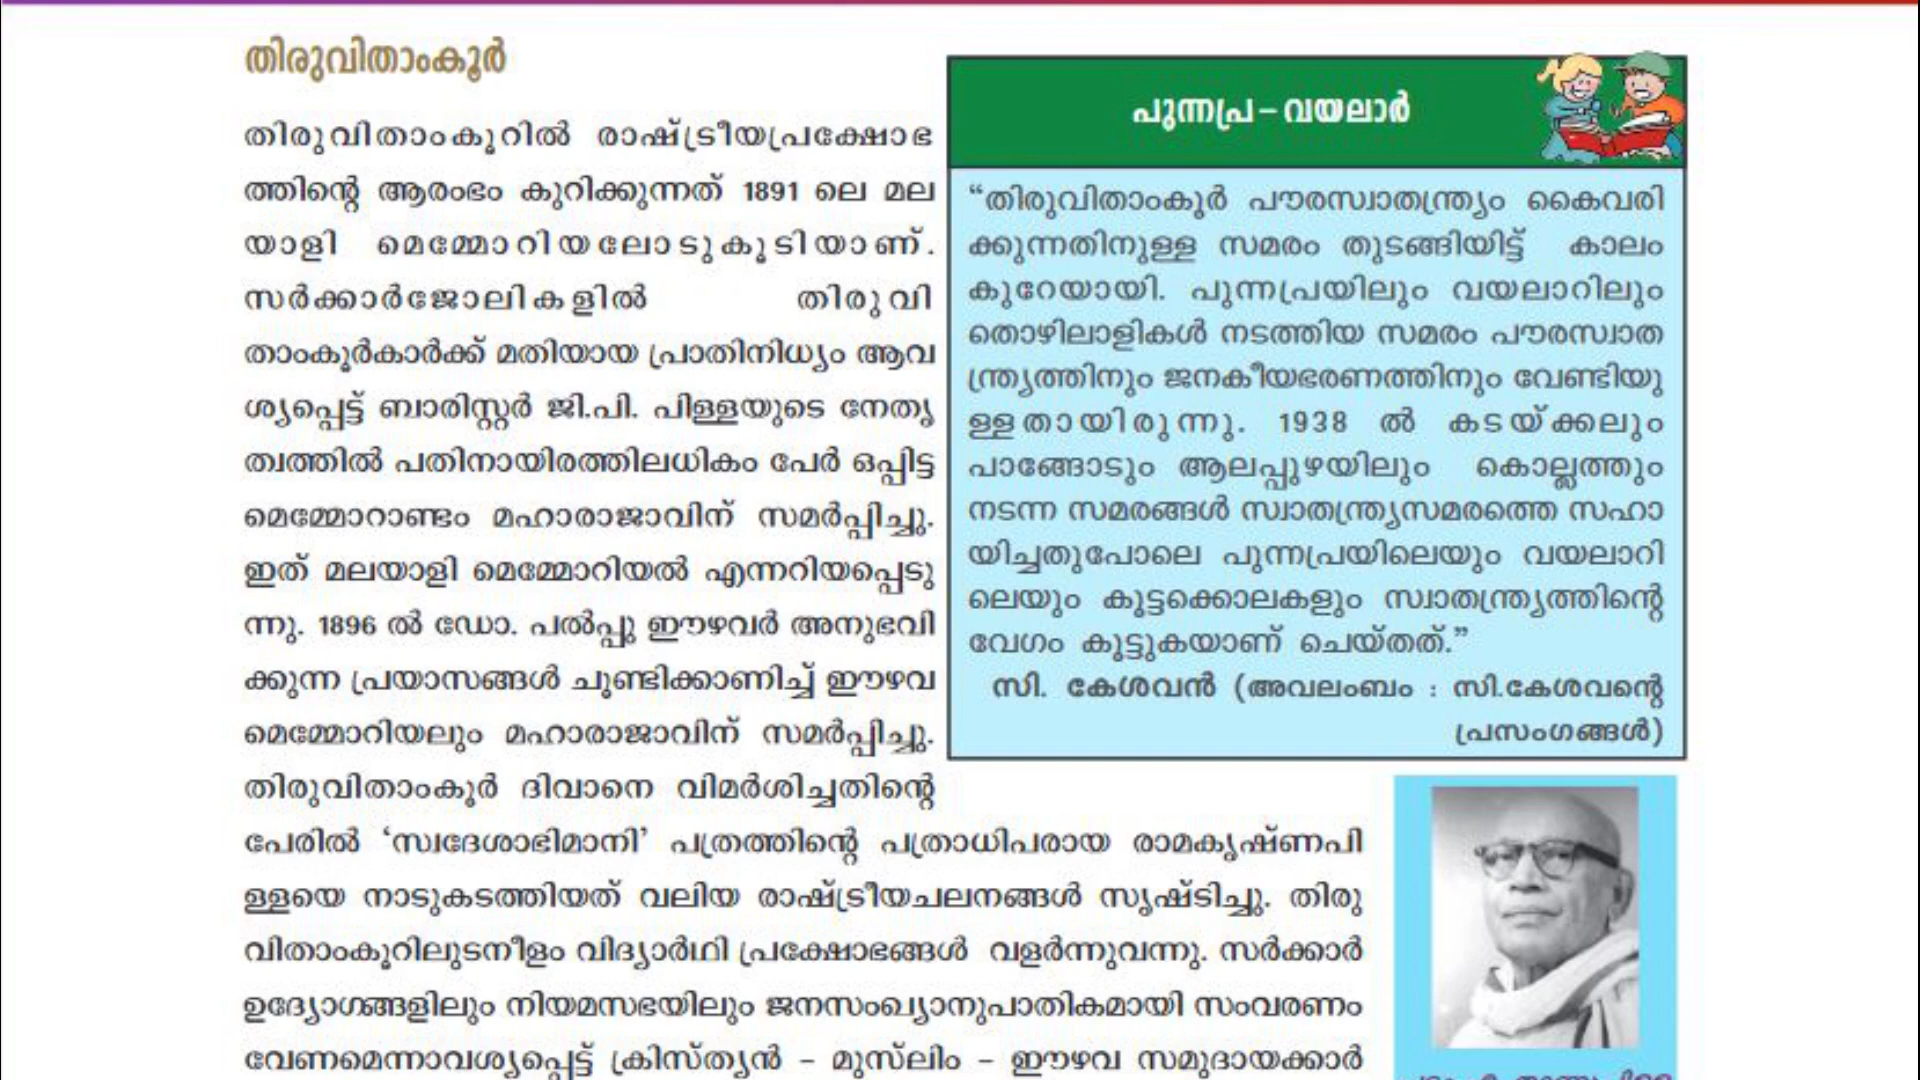 തിരുവിതാംകൂർ
തിരുവിതാംകൂറിൽ രാഷ്ട്രീയപ്രക്ഷോഭ
ത്തിന്റെ ആരംഭം കുറിക്കുന്നത് 1891 ലെ മല
യാളി മെമ്മോറിയലോടുകൂടിയാണ്.
സർക്കാർജോലികളിൽ തിരുവി
താംകൂർകാർക്ക് മതിയായ പ്രാതിനിധ്യം ആവ
ശ്യപ്പെട്ട് ബാരിസ്റ്റർ ജി.പി. പിള്ളയുടെ നേതൃ
ത്വത്തിൽ പതിനായിരത്തിലധികം പേർ ഒപ്പിട്ട
മെമ്മോറാണ്ടം മഹാരാജാവിന് സമർപ്പിച്ചു.
ഇത് മലയാളി മെമ്മോറിയൽ എന്നറിയപ്പെടു
ന്നു. 1896 ൽ ഡോ. പൽപ്പു ഈഴവർ അനുഭവി
ക്കുന്ന പ്രയാസങ്ങൾ ചൂണ്ടിക്കാണിച്ച് ഈഴവ
മെമ്മോറിയലും മഹാരാജാവിന് സമർപ്പിച്ചു.
തിരുവിതാംകൂർ ദിവാനെ വിമർശിച്ചതിന്റെ
പേരിൽ ‘സ്വദേശാഭിമാനി’ പത്രത്തിന്റെ പത്രാധിപരായ രാമകൃഷ്ണപി
ള്ളയെ നാടുകടത്തിയത് വലിയ രാഷ്ട്രീയചലനങ്ങൾ സൃഷ്ടിച്ചു. തിരു
വിതാംകൂറിലുടനീളം വിദ്യാർഥി പ്രക്ഷോഭങ്ങൾ വളർന്നുവന്നു. സർക്കാർ
ഉദ്യോഗങ്ങളിലും നിയമസഭയിലും ജനസംഖ്യാനുപാതികമായി സംവരണം
വേണമെന്നാവശ്യപ്പെട്ട് ക്രിസ്ത്യൻ – മുസ്‌ലിം – ഈഴവ സമുദായക്കാർ
പുന്നപ്ര – വയലാർ
“തിരുവിതാംകൂർ പൗരസ്വാതന്ത്ര്യം കൈവരി
ക്കുന്നതിനുള്ള സമരം തുടങ്ങിയിട്ട് കാലം
കുറേയായി. പുന്നപ്രയിലും വയലാറിലും
തൊഴിലാളികൾ നടത്തിയ സമരം പൗരസ്വാത
ന്ത്ര്യത്തിനും ജനകീയഭരണത്തിനും വേണ്ടിയു
ള്ളതായിരുന്നു. 1938 ൽ കടയ്ക്കലും
പാങ്ങോടും ആലപ്പുഴയിലും കൊല്ലത്തും
നടന്ന സമരങ്ങൾ സ്വാതന്ത്ര്യസമരത്തെ സഹാ
യിച്ചതുപോലെ പുന്നപ്രയിലെയും വയലാറി
ലെയും കൂട്ടക്കൊലകളും സ്വാതന്ത്ര്യത്തിന്റെ
വേഗം കൂട്ടുകയാണ് ചെയ്തത്.”
സി. കേശവൻ (അവലംബം : സി.കേശവന്റെ
പ്രസംഗങ്ങൾ)